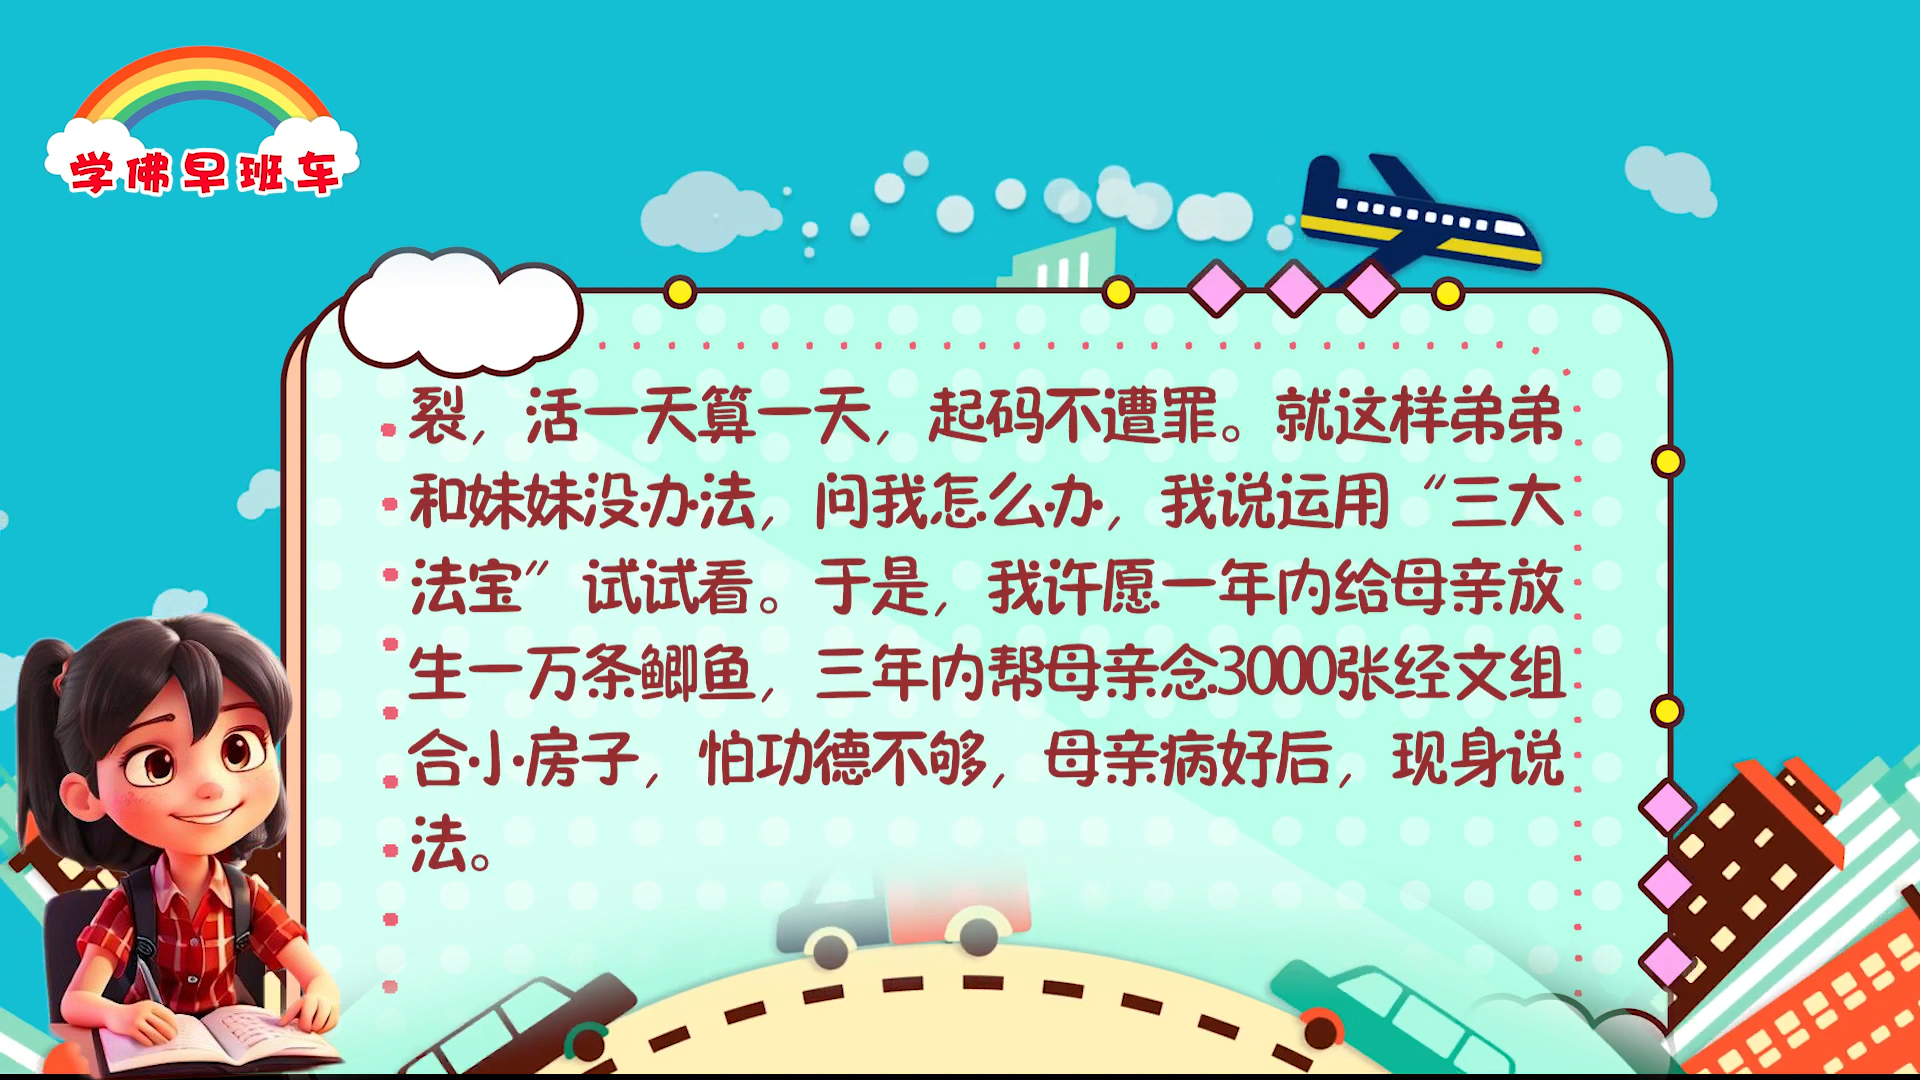 学佛早班车
裂，活一天算一天，起码不遭罪。就这样弟弟
和妹妹没办法，问我怎么办，我说运用“三大
法宝”试试看。于是，我许愿一年内给母亲放
生一万条鲫鱼，三年内帮母亲念3000张经文组
合小房子，怕功德不够，母亲病好后，现身说
法。